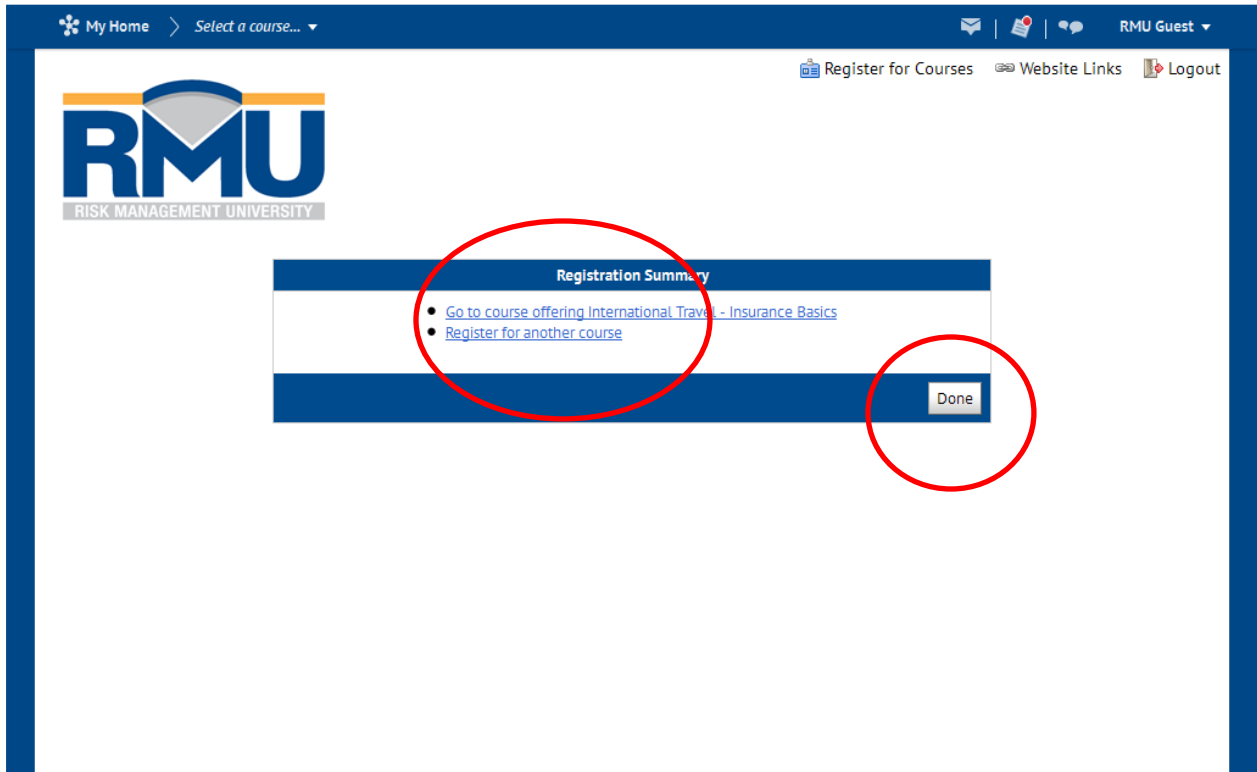 My Home Select a course... RMU Guest
Register for Courses Website Links Logout
RMU
RISK MANAGEMENT UNIVERSITY
Registration Summary
Go to course offering International Travel - Insurance Basics
Register for another course
Done